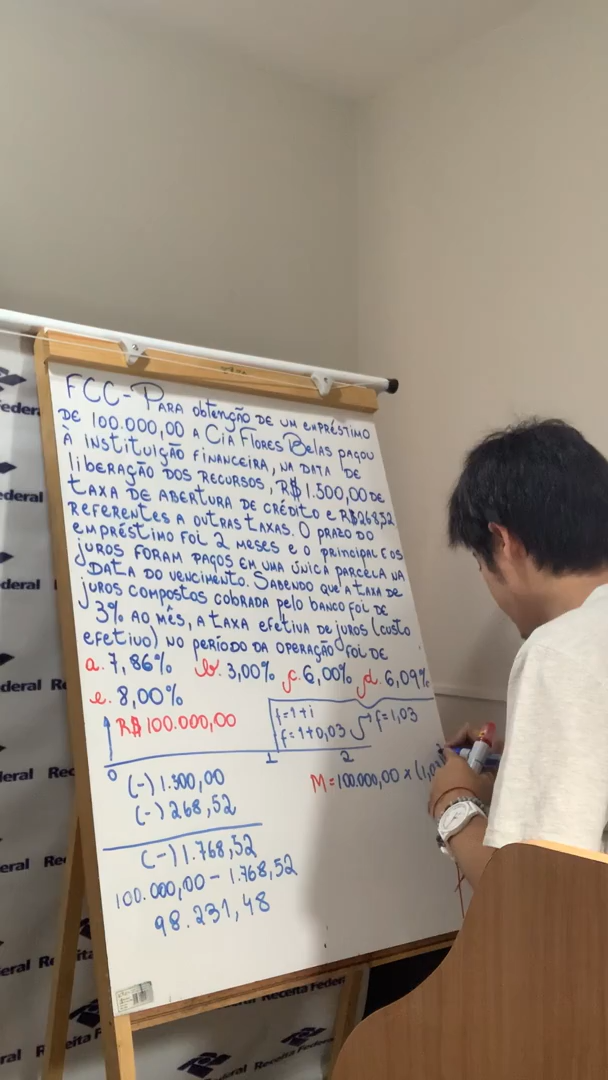 FCC - PARA obtENçÃO DE UM EMPRÉSTIMO
DE 100.000,00 A CIA FLORES BELAS PAGOU
À INSTITUIÇÃO FINANCEIRA, NA DATA DE
liberAçÃO DOS RECURSOS, R$ 1.500,00 DE
tAXA DE AbERTURA DE CRÉDITO E R$268,52
REFERENTES A OUTRAS TAXAS. O PRAZO DO
EMPRÉSTIMO FOI 2 MESES E O PRINCIPAL E OS
JUROS FORAM PAGOS EM UMA ÚNICA PARCELA NA
DATA DO VENCIMENTO. SABENDO QUE A TAXA DE
JUROS COMPOSTOS COBRADA PELO BANCO FOI DE
3% AO MÊS, A TAXA EFETIVA DE JUROS (CUSTO
EFETIVO) NO PERÍODO DA OPERAÇÃO FOI DE
a. 7,86% b. 3,00% c. 6,00% d. 6,09%
e. 8,00%
R$ 100.000,00
f=1+i
f=1+0,03
f=1,03
0 1 2
(-) 1.500,00
(-) 268,52
(-) 1.768,52
100.000,00 - 1.768,52
98.231,48
M=100.000,00 x (1,03
Receita Federal
Receita Federal